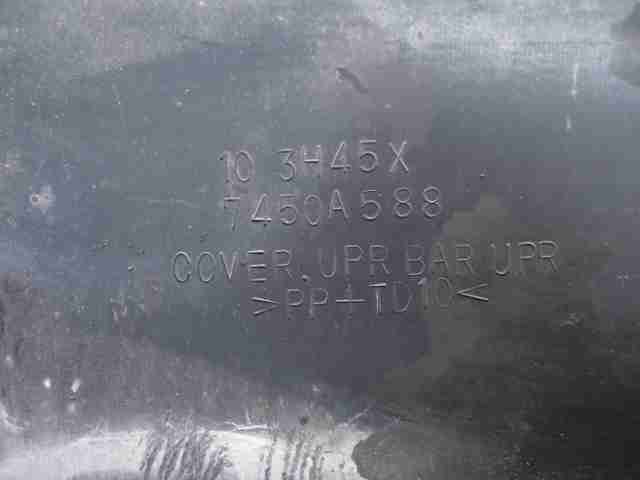 10 3H45X
7450A588
COVER, UPR BAR UPR
>PP+TD10<